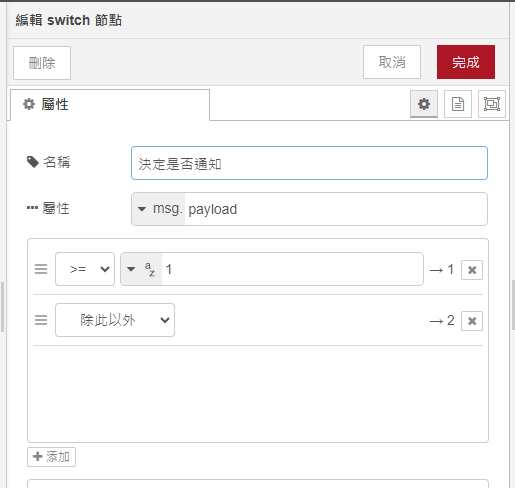 編輯 switch 節點
刪除 取消 完成
屬性
名稱 決定是否通知
屬性 msg. payload
>= az 1 → 1
除此以外 → 2
添加